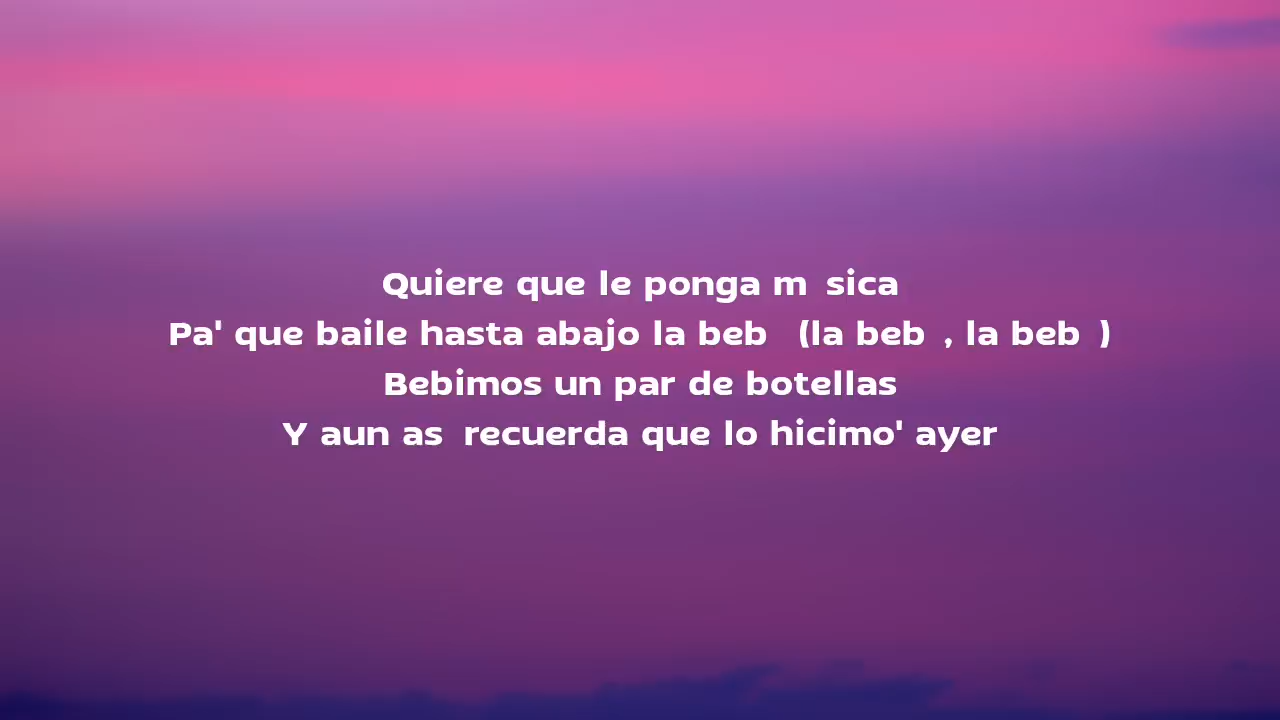 Quiere que le ponga m sica
Pa' que baile hasta abajo la beb (la beb , la beb )
Bebimos un par de botellas
Y aun as recuerda que lo hicimo' ayer